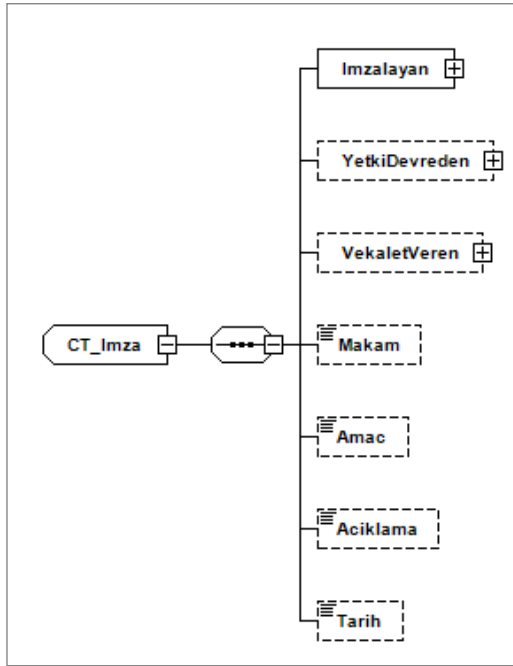 Imzalayan
YetkiDevreden
VekaletVeren
CT_Imza
Makam
Amac
Aciklama
Tarih